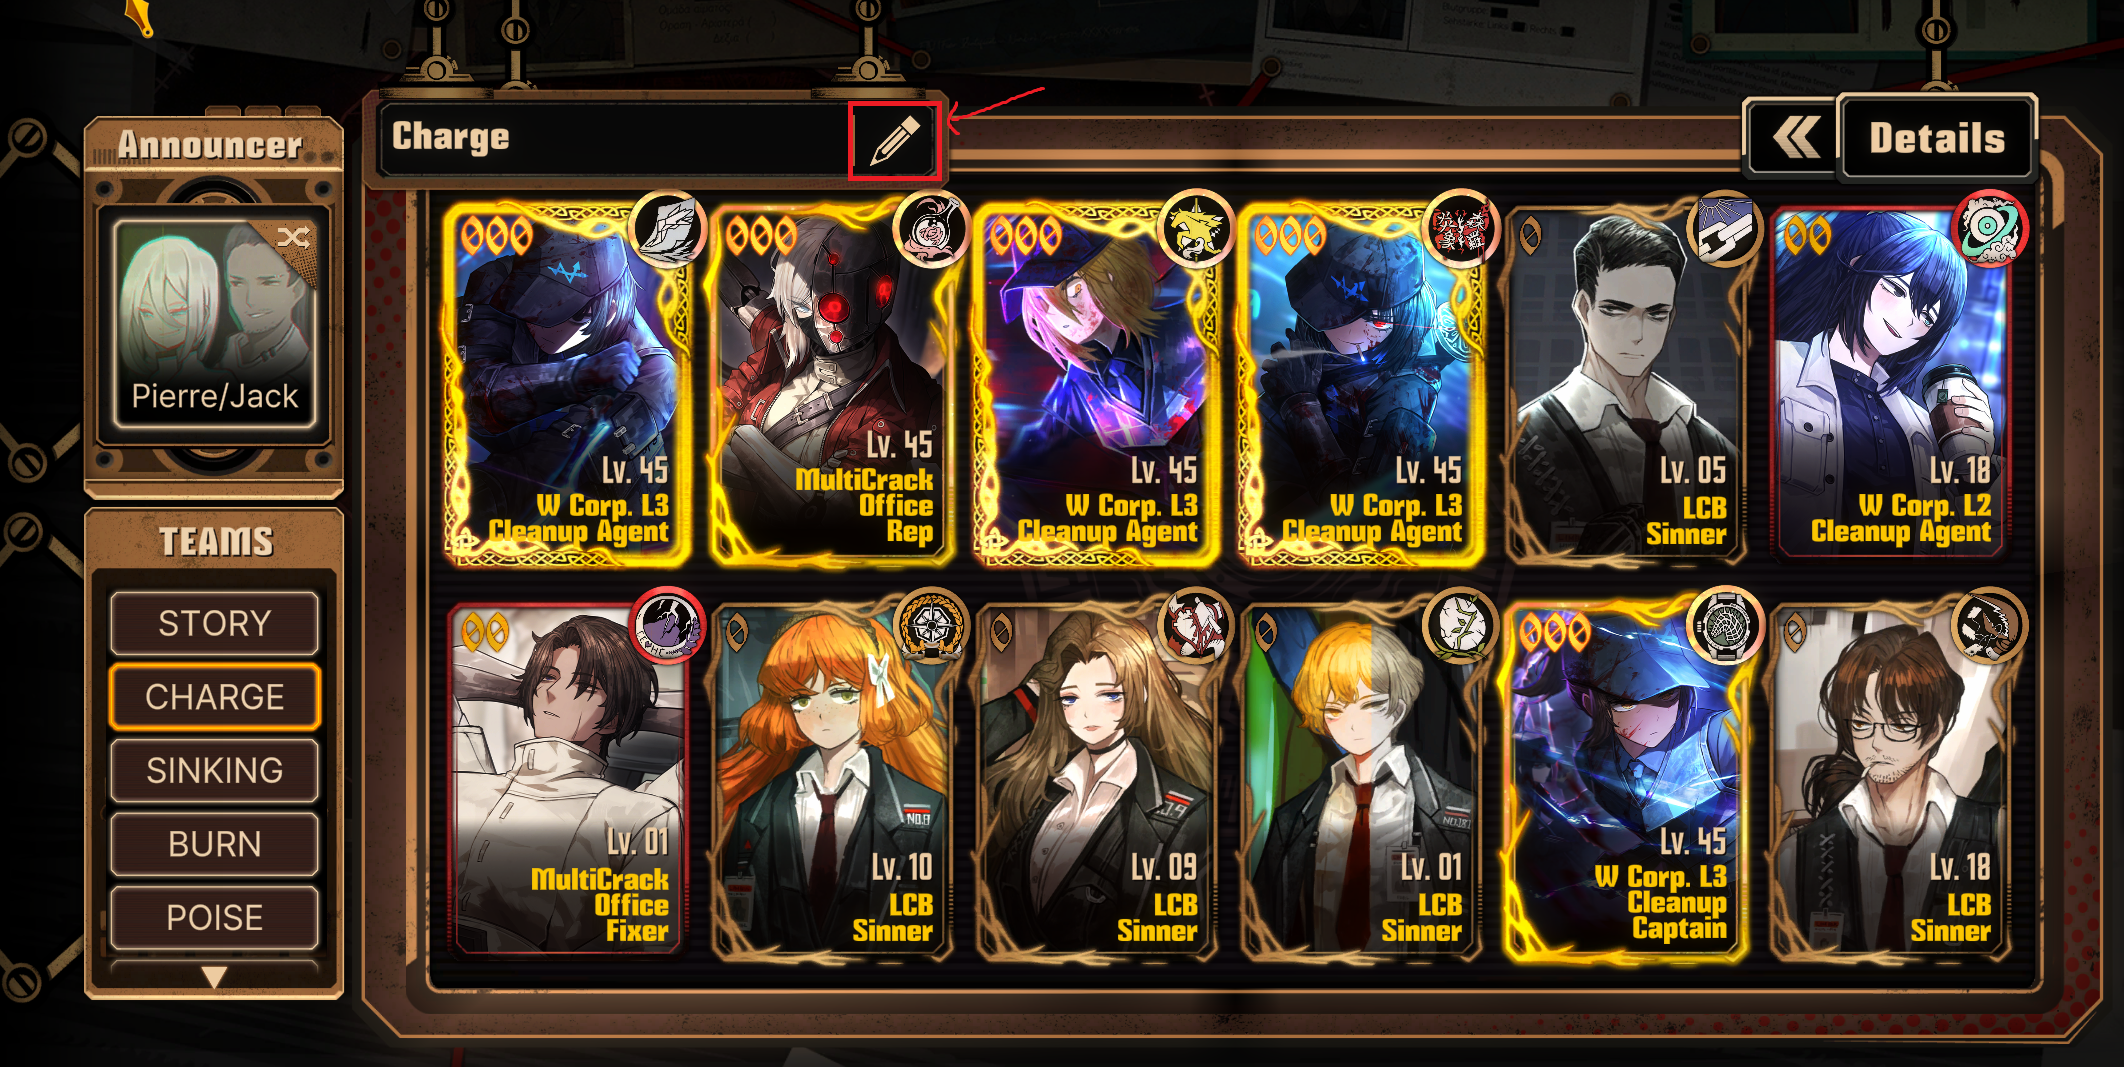 Announcer
Charge
Details
Pierre/Jack
TEAMS
STORY
CHARGE
SINKING
BURN
POISE
Lv. 45
W Corp. L3
Cleanup Agent
Lv. 45
MultiCrack
Office
Rep
Lv. 45
W Corp. L3
Cleanup Agent
Lv. 45
W Corp. L3
Cleanup Agent
Lv. 05
LCB
Sinner
Lv. 18
W Corp. L2
Cleanup Agent
Lv. 01
MultiCrack
Office
Fixer
NO.8
Lv. 10
LCB
Sinner
Lv. 09
LCB
Sinner
Lv. 01
LCB
Sinner
Lv. 45
W Corp. L3
Cleanup
Captain
Lv. 18
LCB
Sinner